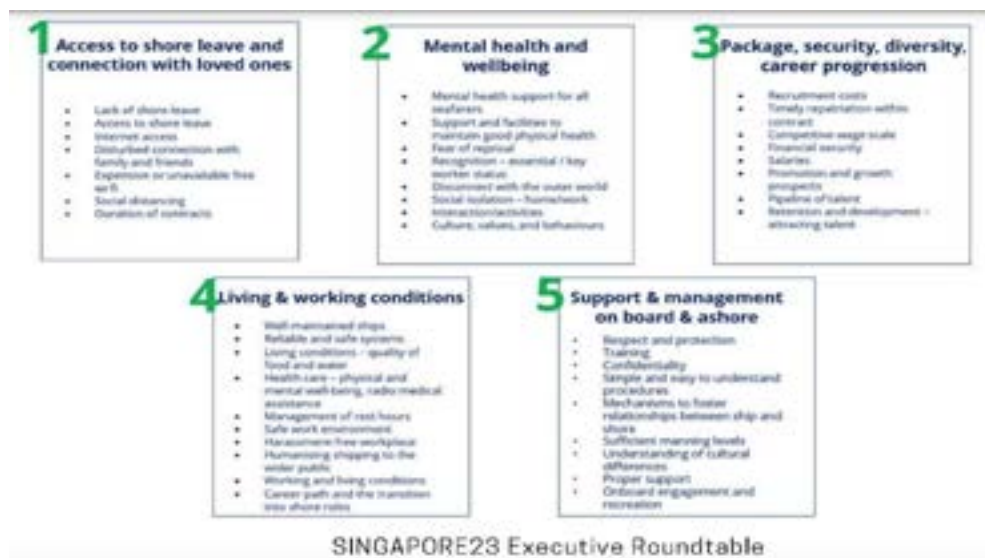 1
Access to shore leave and
connection with loved ones
Lack of shore leave
Access to shore leave
Internet access
Disturbed connection with
family and friends
Expensive or unavailable free
wi-fi
Social distancing
Duration of contracts
2
Mental health and
wellbeing
Mental health support for all
seafarers
Support and facilities to
maintain good physical health
Fear of reprisal
Recognition – essential / key
worker status
Disconnect with the outer world
Social isolation – home/work
Interaction/activities
Culture, values, and behaviours
3
Package, security, diversity,
career progression
Recruitment costs
Timely repatriation within
contract
Competitive wage scale
Financial security
Salaries
Promotion and growth
prospects
Pipeline of talent
Retention and development –
attracting talent
4
Living & working conditions
Well-maintained ships
Reliable and safe systems
Living conditions – quality of
food and water
Health care – physical and
mental well-being, radio medical
assistance
Management of rest hours
Safe work environment
Harassment free workplace
Humanising shipping to the
wider public
Working and living conditions
Career path and the transition
into shore roles
5
Support & management
on board & ashore
Respect and protection
Training
Confidentiality
Simple and easy to understand
procedures
Mechanisms to foster
relationships between ship and
shore
Sufficient manning levels
Understanding of cultural
differences
Proper support
Onboard engagement and
recreation
SINGAPORE23 Executive Roundtable